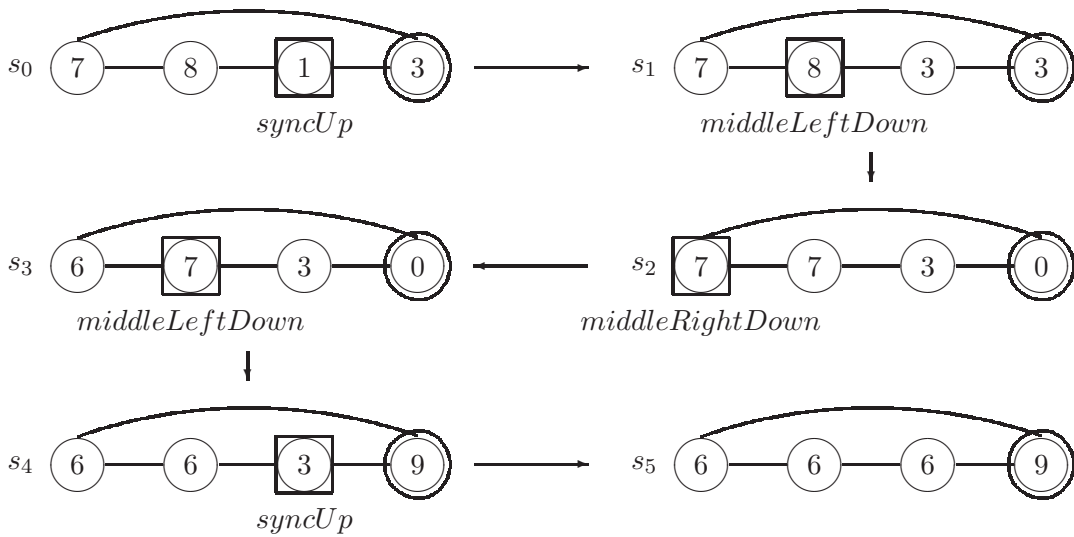 s0 7 8 1 3 s1 7 8 3 3
syncUp middleLeftDown
s3 6 7 3 0 s2 7 7 3 0
middleLeftDown middleRightDown
s4 6 6 3 9 s5 6 6 6 9
syncUp